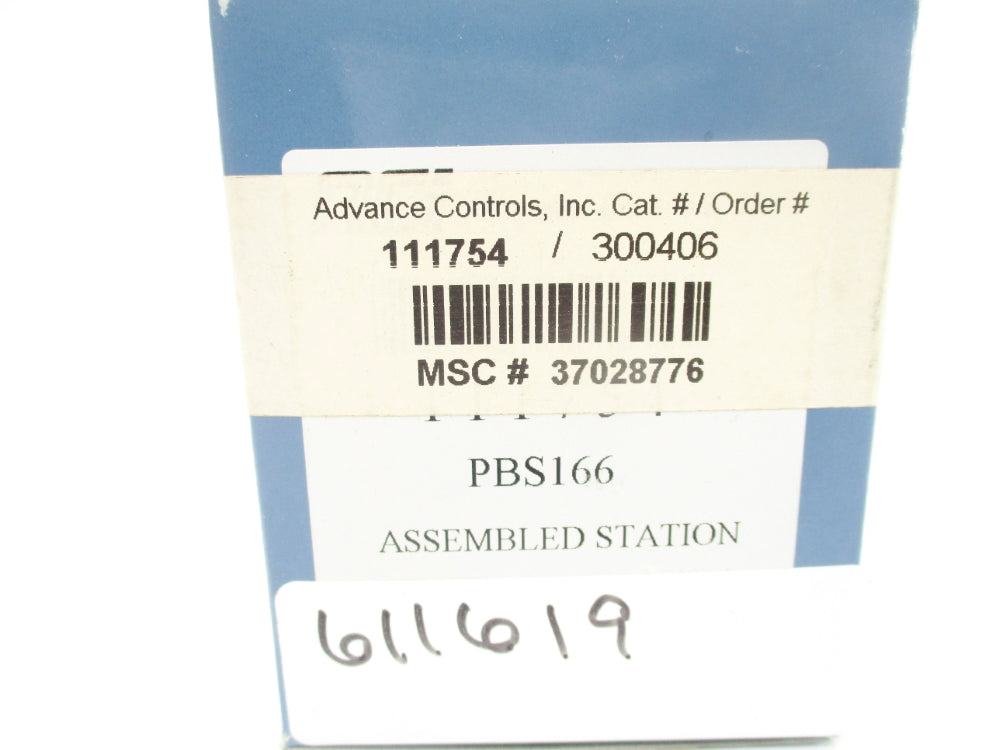 Advance Controls, Inc. Cat. # / Order #
111754 / 300406
MSC # 37028776
PBS166
ASSEMBLED STATION
611619